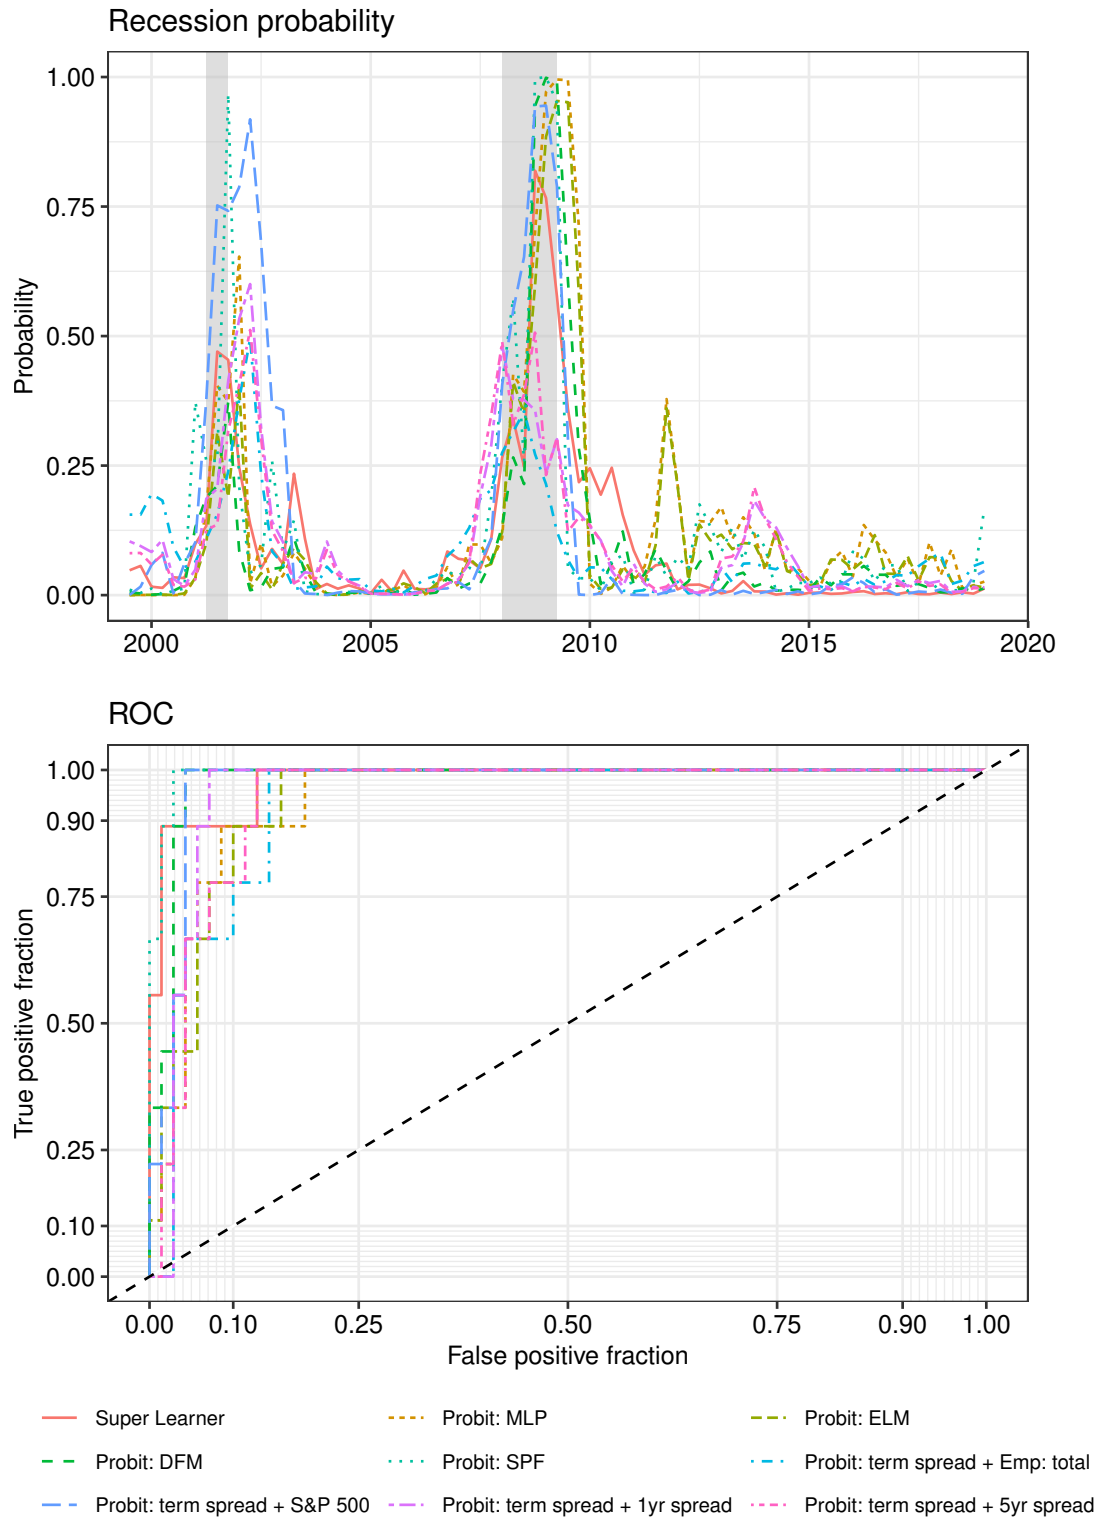 Recession probability
1.00
0.75
0.50
0.25
0.00
Probability
2000 2005 2010 2015 2020
ROC
1.00
0.90
0.75
0.50
0.25
0.10
0.00
True positive fraction
0.00 0.10 0.25 0.50 0.75 0.90 1.00
False positive fraction
Super Learner Probit: MLP Probit: ELM
Probit: DFM Probit: SPF Probit: term spread + Emp: total
Probit: term spread + S&P 500 Probit: term spread + 1yr spread Probit: term spread + 5yr spread